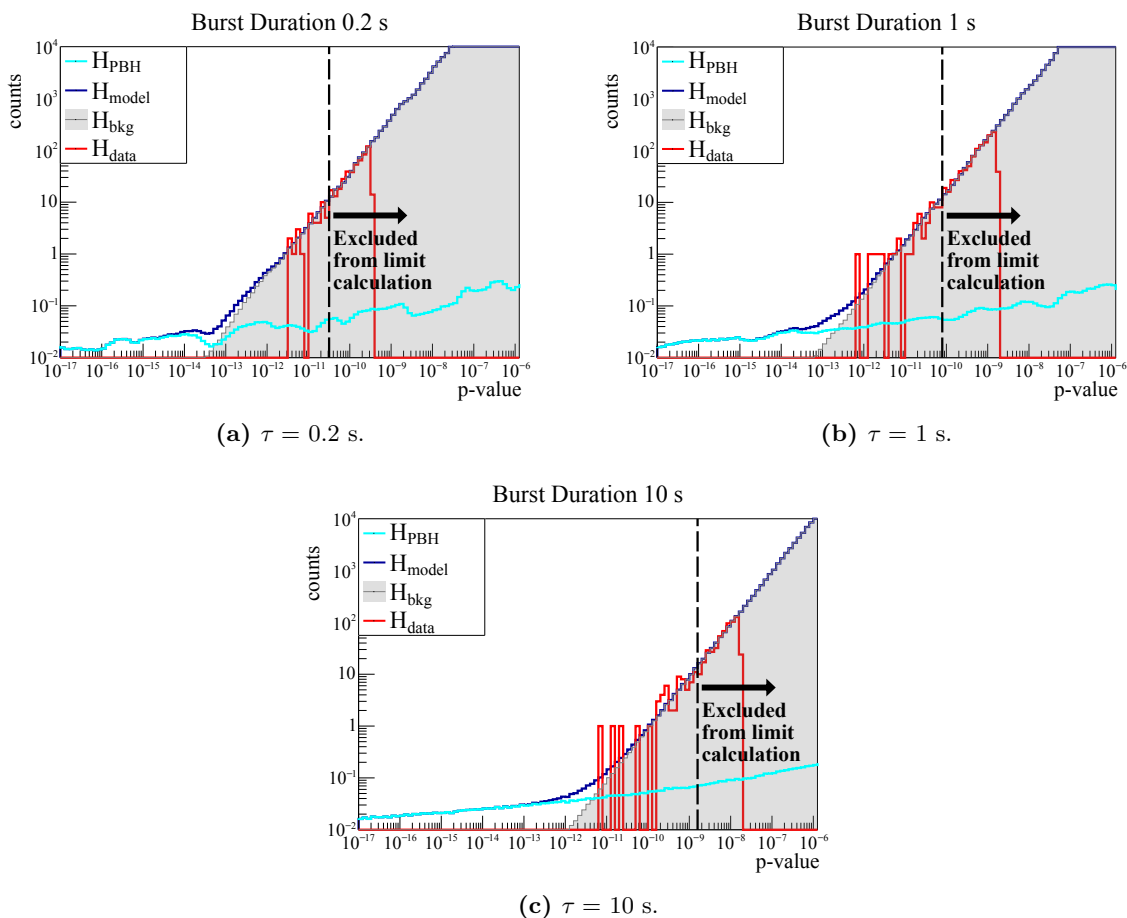 Burst Duration 0.2 s
counts
10^4
10^3
10^2
10
1
10^-1
10^-2
H_PBH
H_model
H_bkg
H_data
Excluded
from limit
calculation
10^-17 10^-16 10^-15 10^-14 10^-13 10^-12 10^-11 10^-10 10^-9 10^-8 10^-7 10^-6
p-value
(a) τ = 0.2 s.
Burst Duration 1 s
counts
10^4
10^3
10^2
10
1
10^-1
10^-2
H_PBH
H_model
H_bkg
H_data
Excluded
from limit
calculation
10^-17 10^-16 10^-15 10^-14 10^-13 10^-12 10^-11 10^-10 10^-9 10^-8 10^-7 10^-6
p-value
(b) τ = 1 s.
Burst Duration 10 s
counts
10^4
10^3
10^2
10
1
10^-1
10^-2
H_PBH
H_model
H_bkg
H_data
Excluded
from limit
calculation
10^-17 10^-16 10^-15 10^-14 10^-13 10^-12 10^-11 10^-10 10^-9 10^-8 10^-7 10^-6
p-value
(c) τ = 10 s.